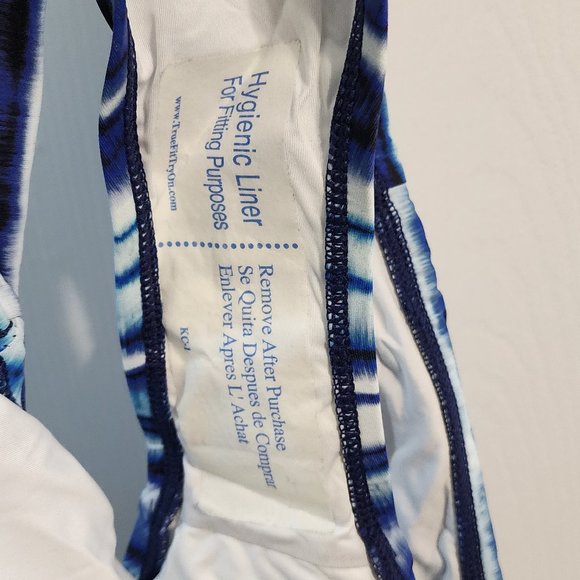 Hygienic Liner
For Fitting Purposes
www.TrueFitTryOn.com
Remove After Purchase
Se Quita Despues de Comprar
Enlever Apres L' Achat